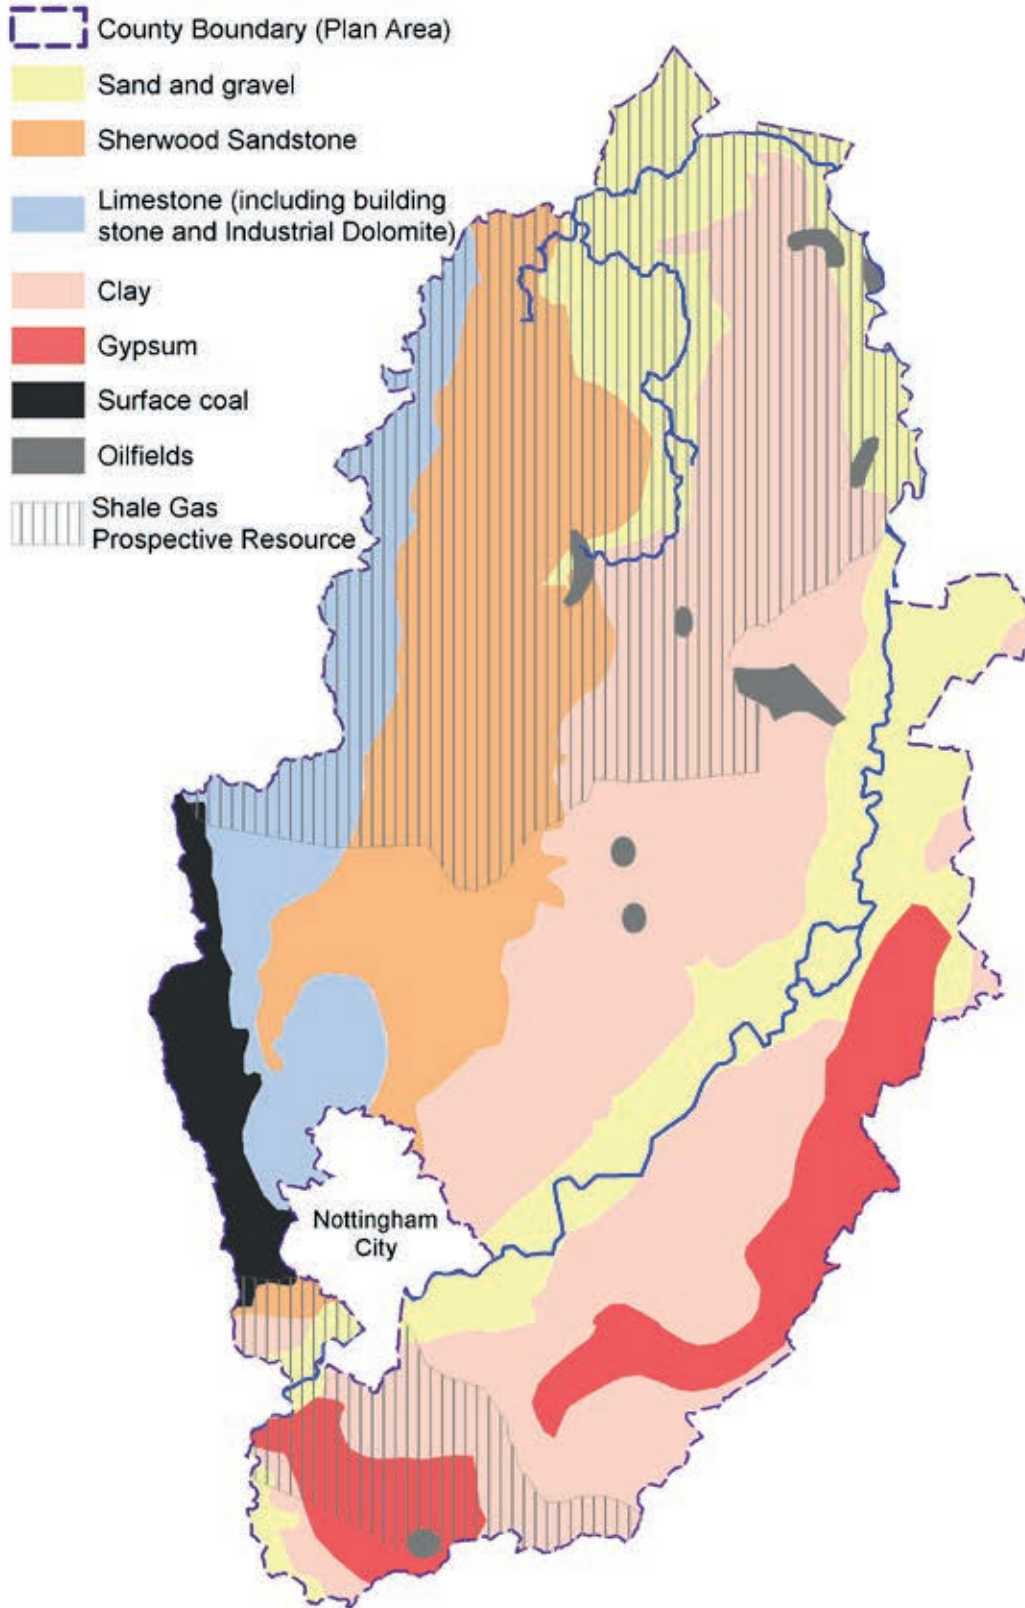 County Boundary (Plan Area)
Sand and gravel
Sherwood Sandstone
Limestone (including building
stone and Industrial Dolomite)
Clay
Gypsum
Surface coal
Oilfields
Shale Gas
Prospective Resource
Nottingham
City